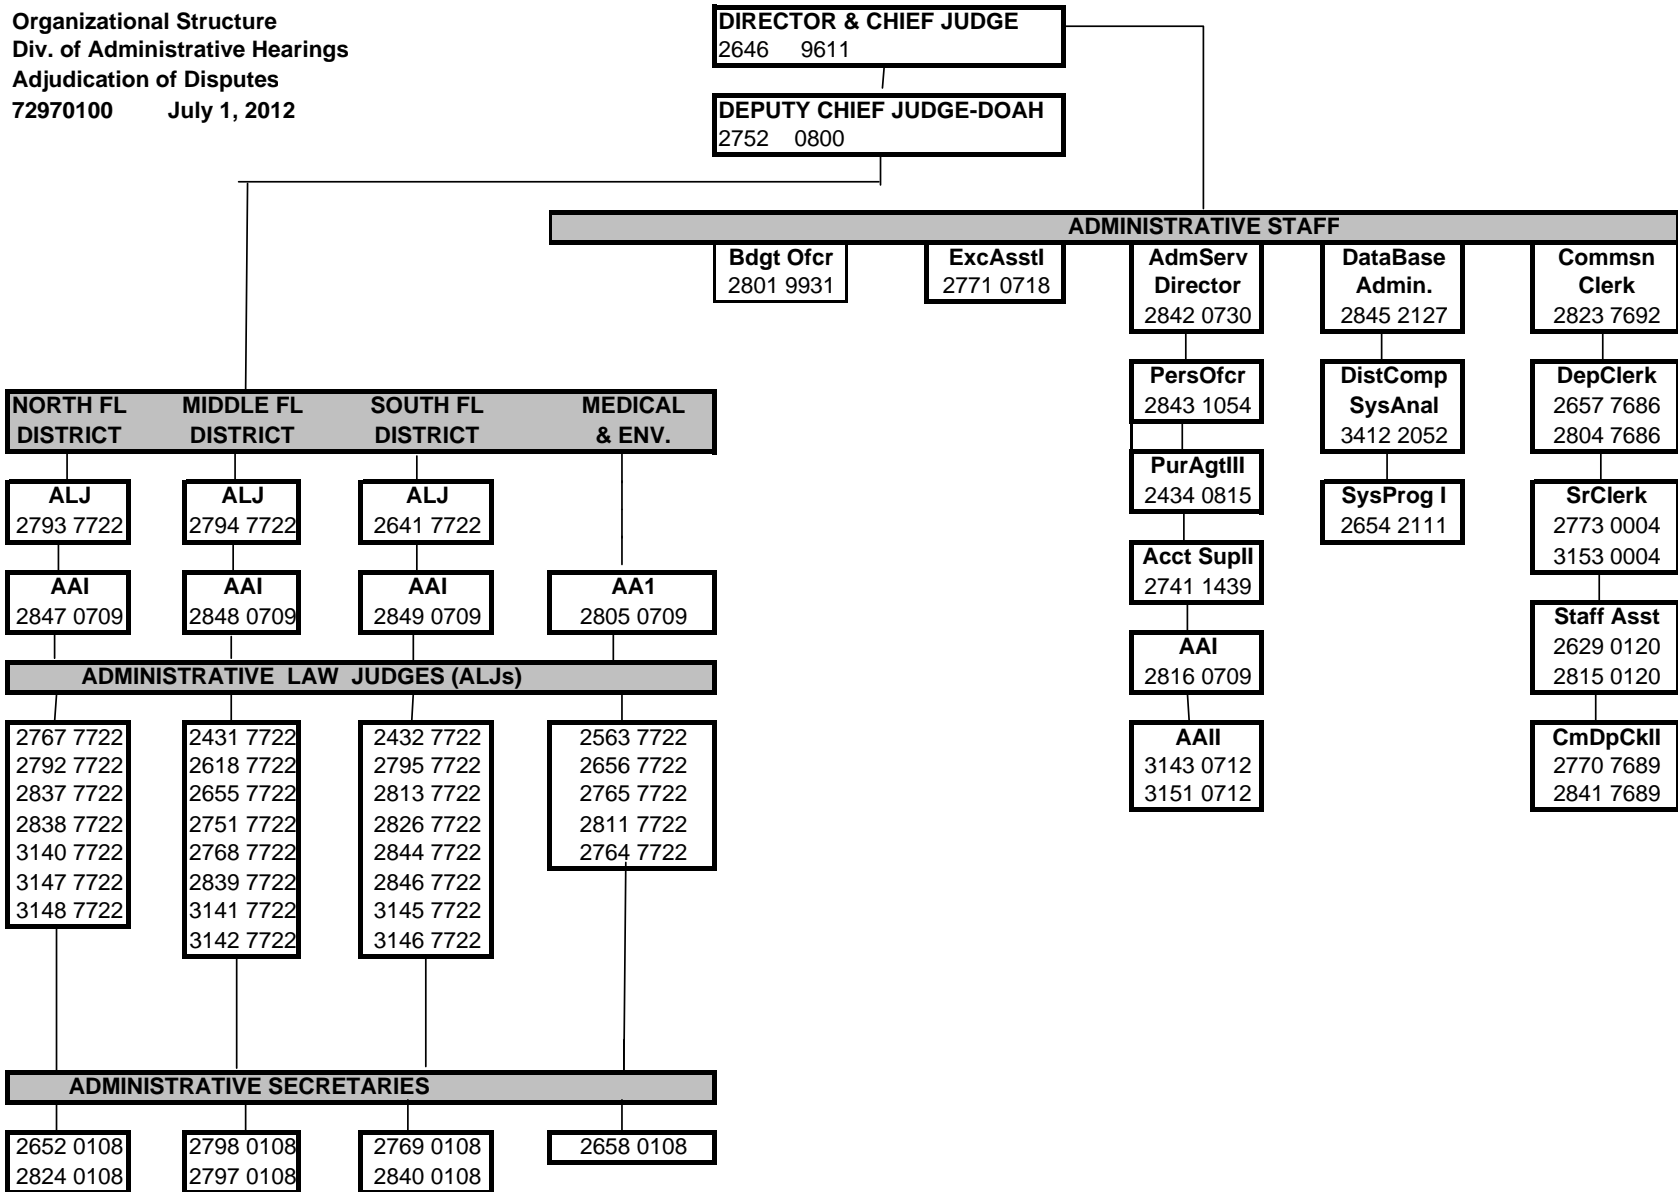 Organizational Structure
Div. of Administrative Hearings
Adjudication of Disputes
72970100 July 1, 2012
DIRECTOR & CHIEF JUDGE
2646 9611
DEPUTY CHIEF JUDGE-DOAH
2752 0800
ADMINISTRATIVE STAFF
Bdgt Ofcr
2801 9931
ExcAsstI
2771 0718
AdmServ
Director
2842 0730
PersOfcr
2843 1054
PurAgtIII
2434 0815
Acct SupII
2741 1439
AAI
2816 0709
AAII
3143 0712
3151 0712
DataBase
Admin.
2845 2127
DistComp
SysAnal
3412 2052
SysProg I
2654 2111
Commsn
Clerk
2823 7692
DepClerk
2657 7686
2804 7686
SrClerk
2773 0004
3153 0004
Staff Asst
2629 0120
2815 0120
CmDpCkII
2770 7689
2841 7689
NORTH FL
DISTRICT
MIDDLE FL
DISTRICT
SOUTH FL
DISTRICT
MEDICAL
& ENV.
ALJ
2793 7722
ALJ
2794 7722
ALJ
2641 7722
AAI
2847 0709
AAI
2848 0709
AAI
2849 0709
AA1
2805 0709
ADMINISTRATIVE LAW JUDGES (ALJs)
2767 7722
2792 7722
2837 7722
2838 7722
3140 7722
3147 7722
3148 7722
2431 7722
2618 7722
2655 7722
2751 7722
2768 7722
2839 7722
3141 7722
3142 7722
2432 7722
2795 7722
2813 7722
2826 7722
2844 7722
2846 7722
3145 7722
3146 7722
2563 7722
2656 7722
2765 7722
2811 7722
2764 7722
ADMINISTRATIVE SECRETARIES
2652 0108
2824 0108
2798 0108
2797 0108
2769 0108
2840 0108
2658 0108